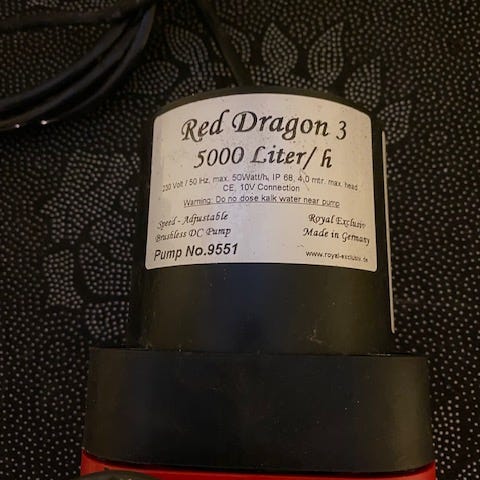 Red Dragon 3
5000 Liter/ h
230 Volt / 50 Hz, max. 50Watt/h, IP 68, 4,0 mtr. max. head
CE, 10V Connection
Warning: Do no dose kalk water near pump
Speed - Adjustable
Brushless DC Pump
Pump No.9551
Royal Exclusiv
Made in Germany
www.royal-exclusiv.de